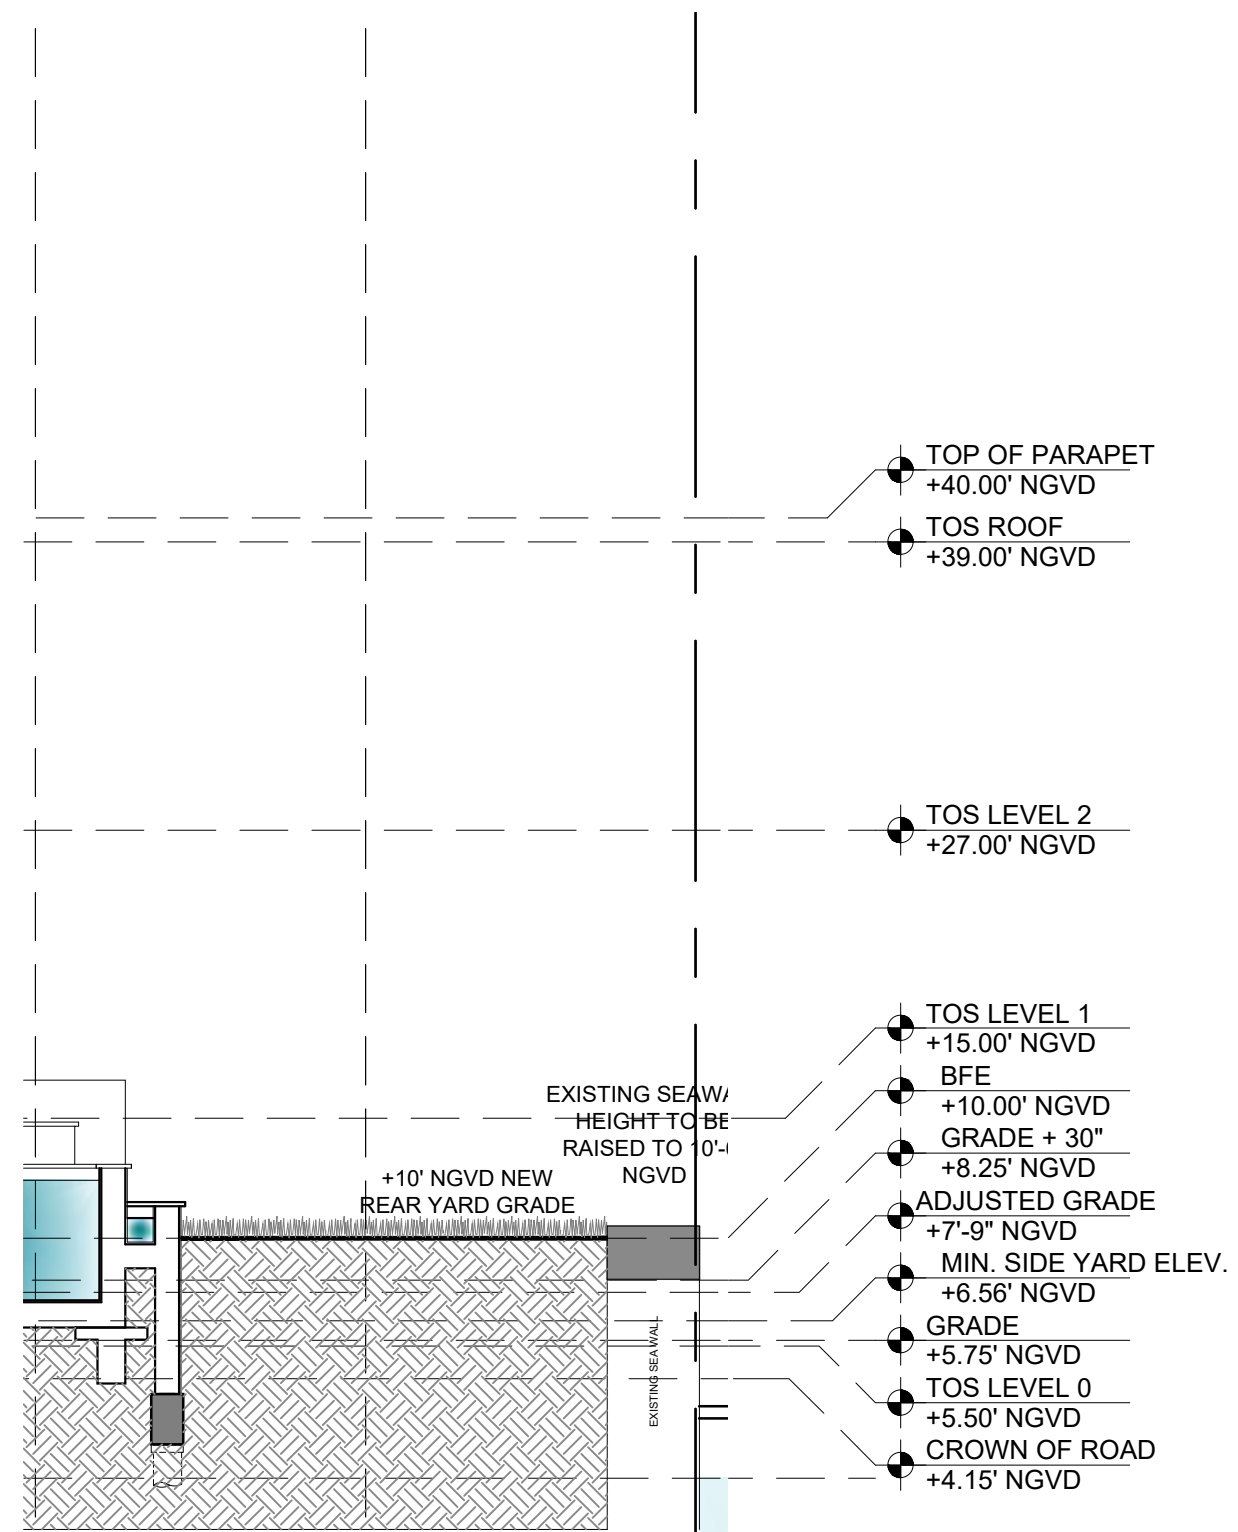 TOP OF PARAPET
+40.00' NGVD
TOS ROOF
+39.00' NGVD
TOS LEVEL 2
+27.00' NGVD
TOS LEVEL 1
+15.00' NGVD
BFE
+10.00' NGVD
GRADE + 30"
+8.25' NGVD
ADJUSTED GRADE
+7'-9" NGVD
MIN. SIDE YARD ELEV.
+6.56' NGVD
GRADE
+5.75' NGVD
TOS LEVEL 0
+5.50' NGVD
CROWN OF ROAD
+4.15' NGVD
EXISTING SEAWA
HEIGHT TO BE
RAISED TO 10'-
NGVD
+10' NGVD NEW
REAR YARD GRADE
EXISTING SEA WALL